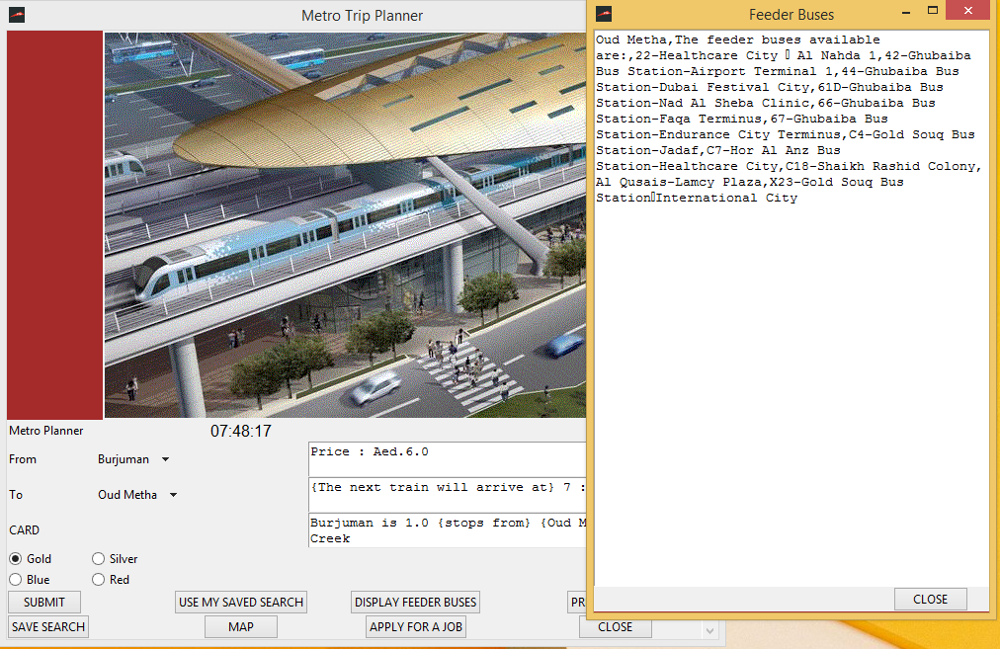 Metro Trip Planner
Feeder Buses
Oud Metha,The feeder buses available
are:,22-Healthcare City ▯ Al Nahda 1,42-Ghubaiba
Bus Station-Airport Terminal 1,44-Ghubaiba Bus
Station-Dubai Festival City,61D-Ghubaiba Bus
Station-Nad Al Sheba Clinic,66-Ghubaiba Bus
Station-Faqa Terminus,67-Ghubaiba Bus
Station-Endurance City Terminus,C4-Gold Souq Bus
Station-Jadaf,C7-Hor Al Anz Bus
Station-Healthcare City,C18-Shaikh Rashid Colony,
Al Qusais-Lamcy Plaza,X23-Gold Souq Bus
Station▯International City
CLOSE
Metro Planner
07:48:17
From
Burjuman
Price : Aed.6.0
{The next train will arrive at} 7 :
To
Oud Metha
Burjuman is 1.0 {stops from} {Oud M
Creek
CARD
Gold
Silver
Blue
Red
SUBMIT
USE MY SAVED SEARCH
DISPLAY FEEDER BUSES
PR
SAVE SEARCH
MAP
APPLY FOR A JOB
CLOSE